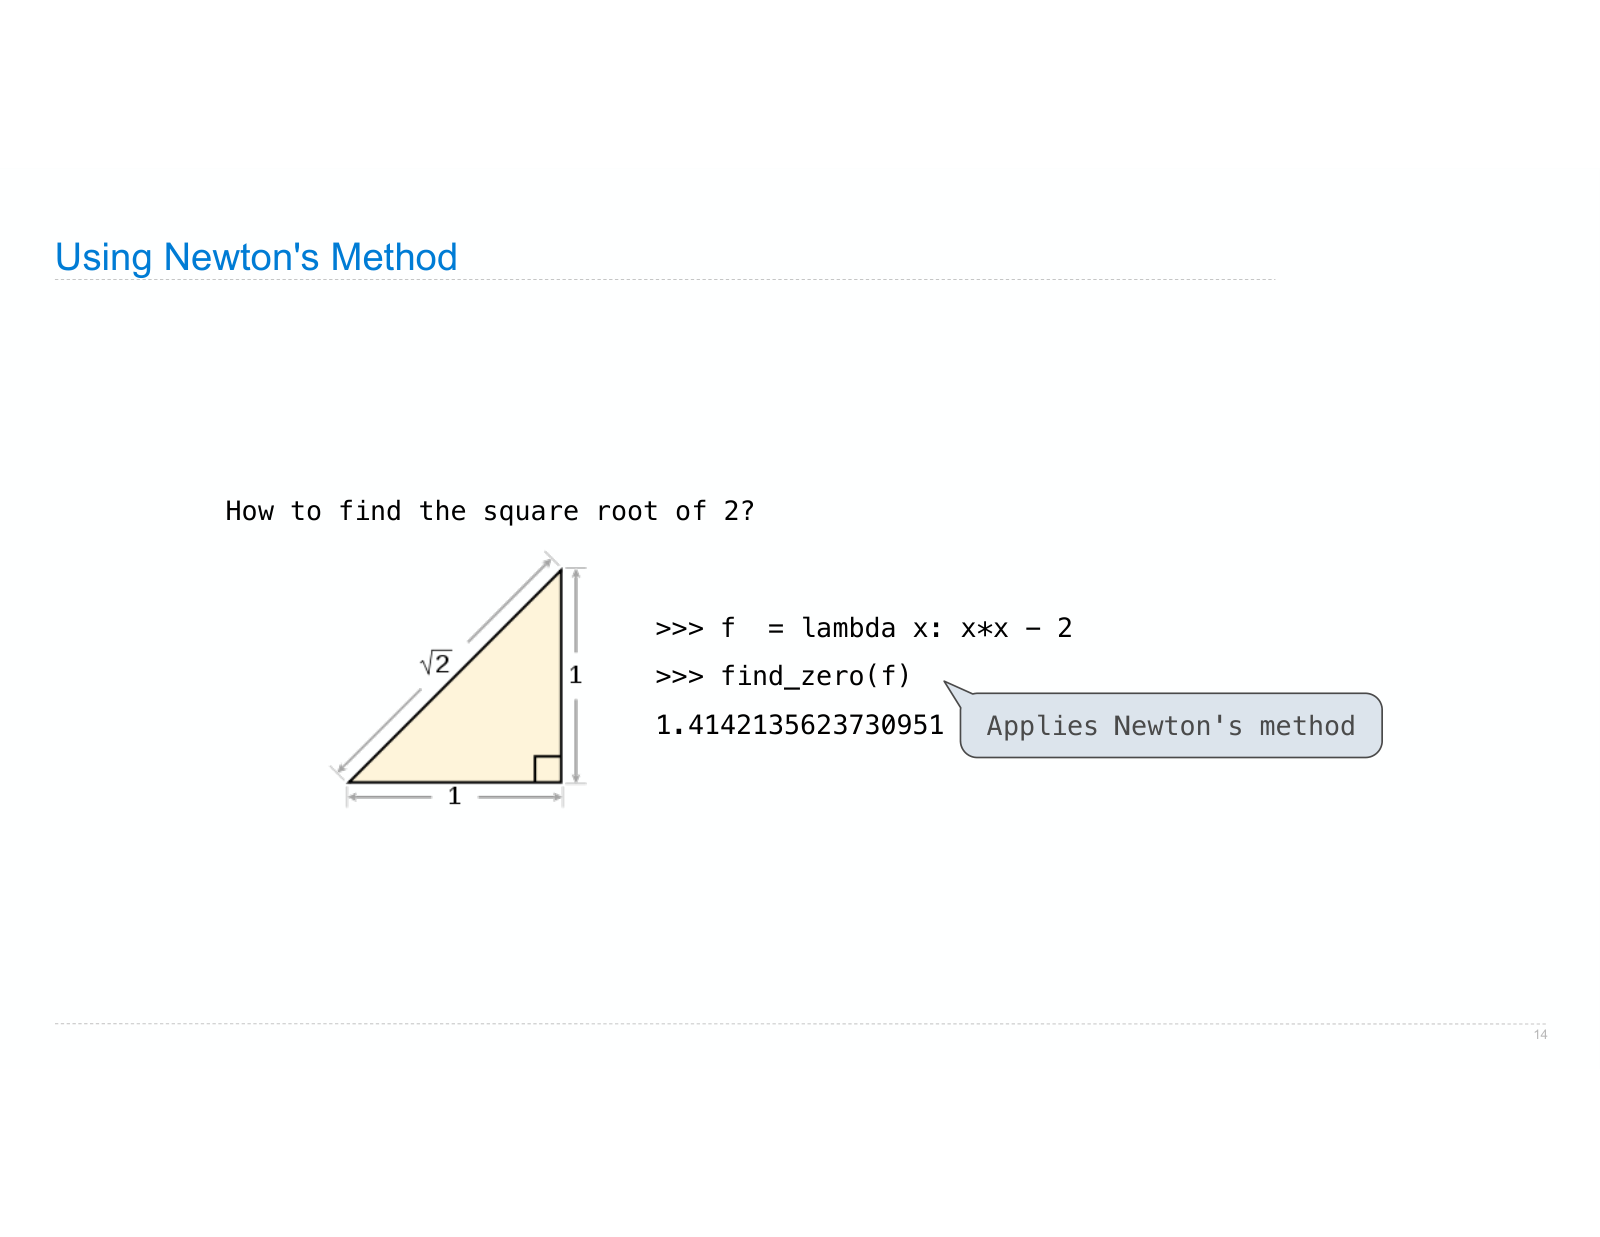 Using Newton's Method
How to find the square root of 2?
√2
1
1
>>> f  = lambda x: x*x - 2
>>> find_zero(f)
1.4142135623730951
Applies Newton's method
14